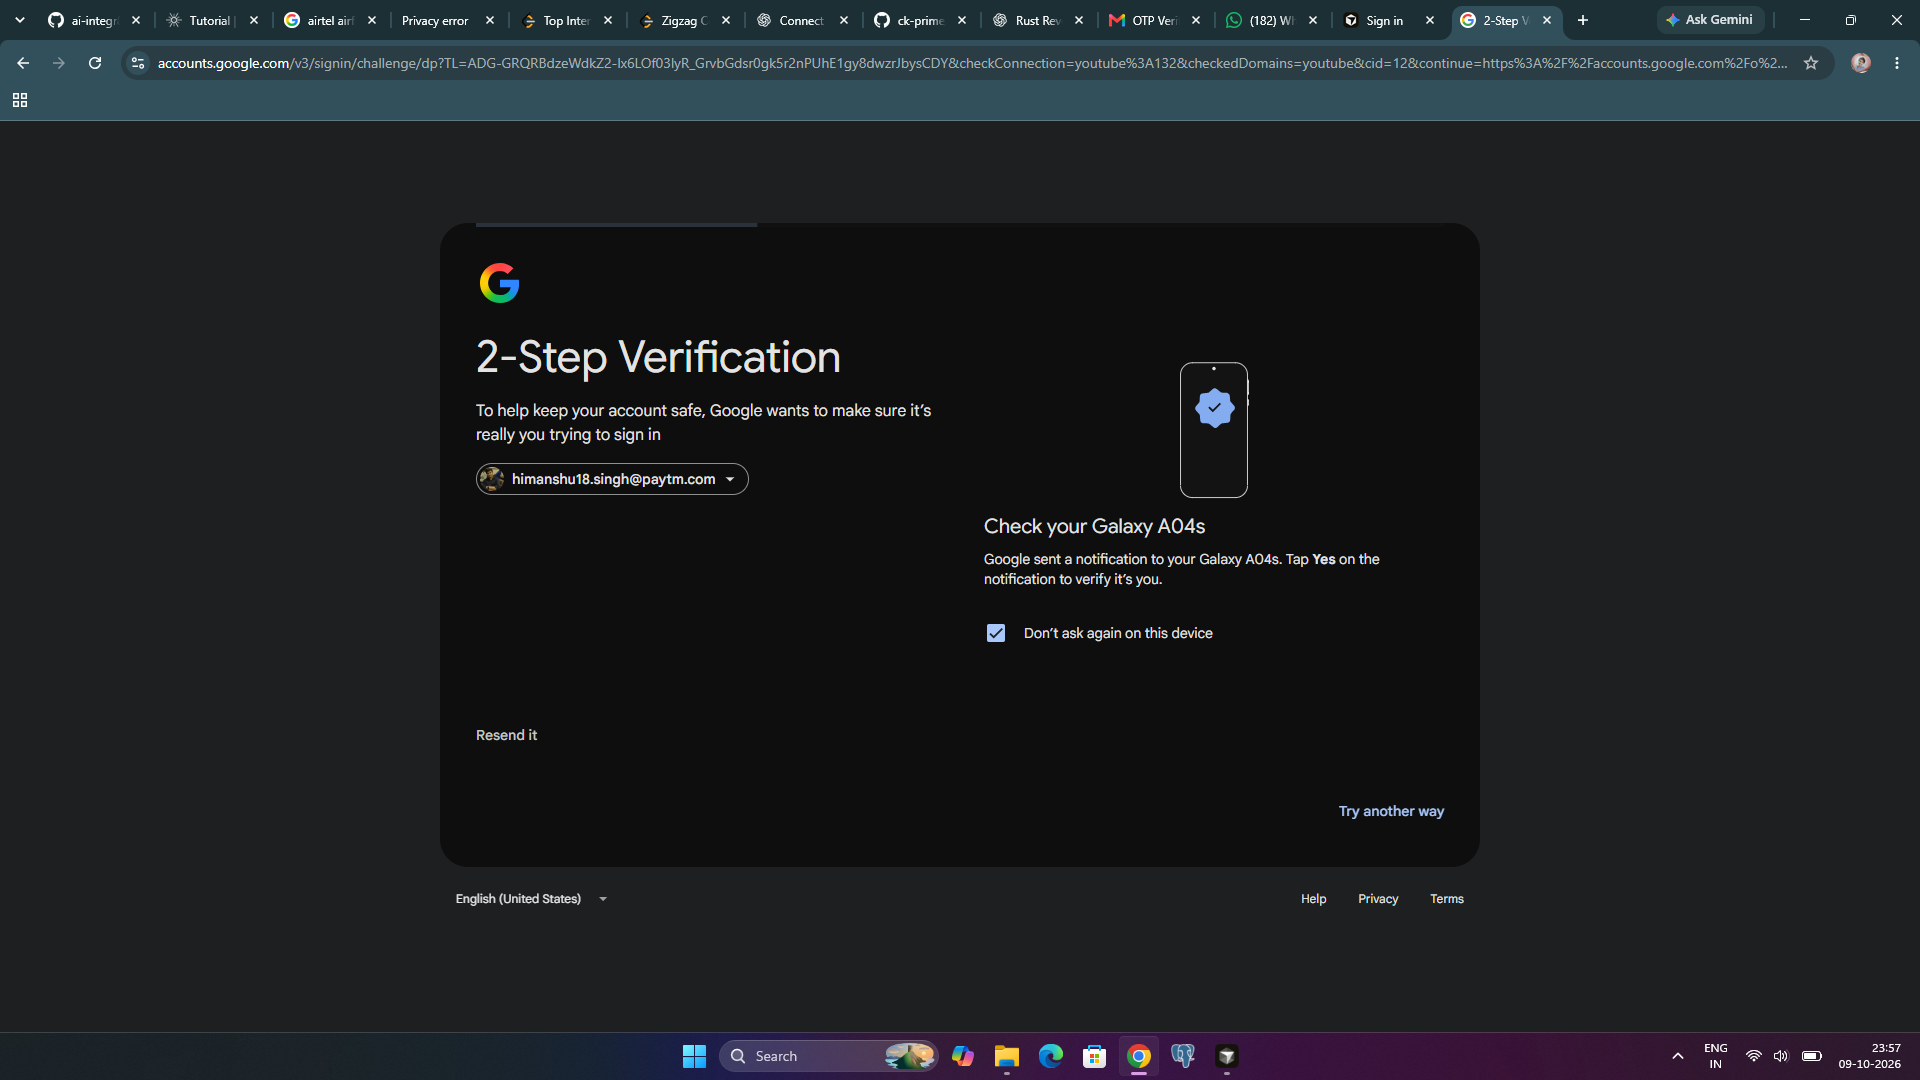 ai-integr
Tutorial
airtel airf
Privacy error
Top Inter
Zigzag C
Connect
ck-prime
Rust Rev
OTP Veri
(182) Wh
Sign in
2-Step V
Ask Gemini
accounts.google.com/v3/signin/challenge/dp?TL=ADG-GRQRBdzeWdkZ2-lx6LOf03lyR_GrvbGdsr0gk5r2nPUhE1gy8dwzrJbysCDY&checkConnection=youtube%3A132&checkedDomains=youtube&cid=12&continue=https%3A%2F%2Faccounts.google.com%2Fo%2...
2-Step Verification
To help keep your account safe, Google wants to make sure it's
really you trying to sign in
himanshu18.singh@paytm.com
Check your Galaxy A04s
Google sent a notification to your Galaxy A04s. Tap Yes on the
notification to verify it's you.
Don't ask again on this device
Resend it
Try another way
English (United States)
Help
Privacy
Terms
Search
ENG
IN
23:57
09-10-2026